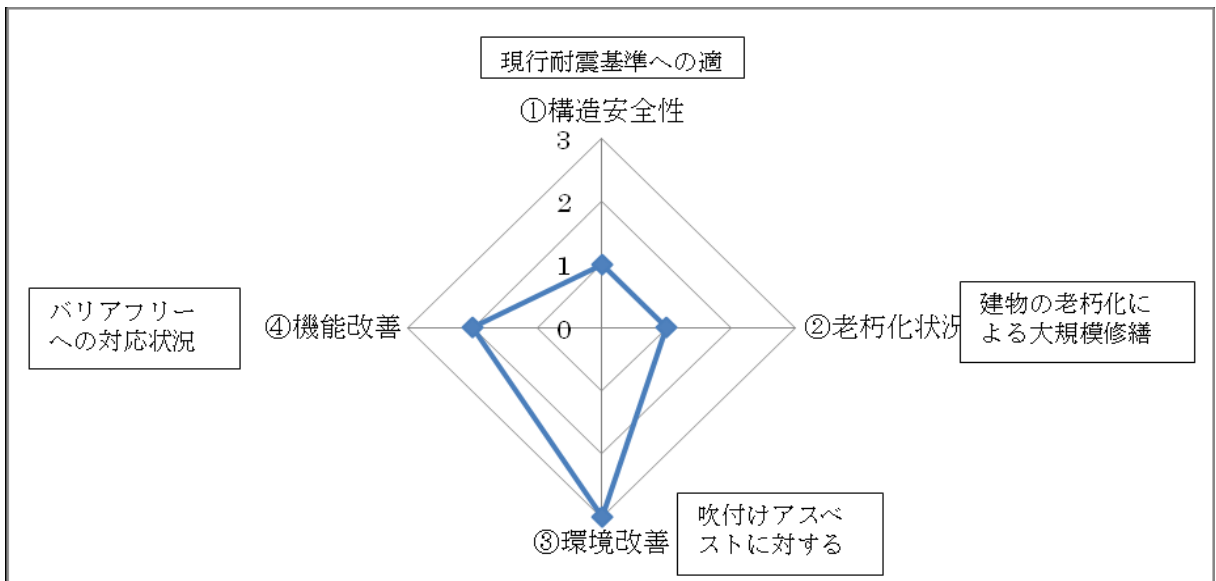 現行耐震基準への適
①構造安全性
3
2
1
0
バリアフリー
への対応状況
④機能改善
②老朽化状況
建物の老朽化に
よる大規模修繕
③環境改善
吹付けアスベ
ストに対する